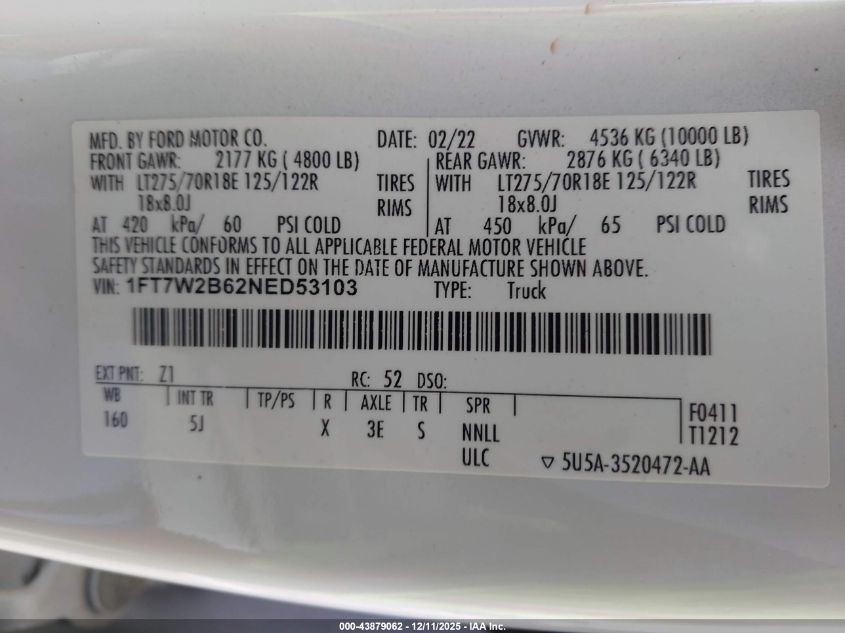 MFD. BY FORD MOTOR CO. DATE: 02/22 GVWR: 4536 KG (10000 LB)
FRONT GAWR: 2177 KG ( 4800 LB) REAR GAWR: 2876 KG ( 6340 LB)
WITH LT275/70R18E 125/122R TIRES WITH LT275/70R18E 125/122R TIRES
18x8.0J RIMS 18x8.0J RIMS
AT 420 kPa/ 60 PSI COLD AT 450 kPa/ 65 PSI COLD
THIS VEHICLE CONFORMS TO ALL APPLICABLE FEDERAL MOTOR VEHICLE
SAFETY STANDARDS IN EFFECT ON THE DATE OF MANUFACTURE SHOWN ABOVE.
VIN: 1FT7W2B62NED53103 TYPE: Truck
EXT PNT: Z1 RC: 52 DSO:
WB INT TR TP/PS R AXLE TR SPR F0411
160 5J X 3E S NNLL T1212
ULC ▽ 5U5A-3520472-AA
000-43879062 - 12/11/2025 - IAA Inc.